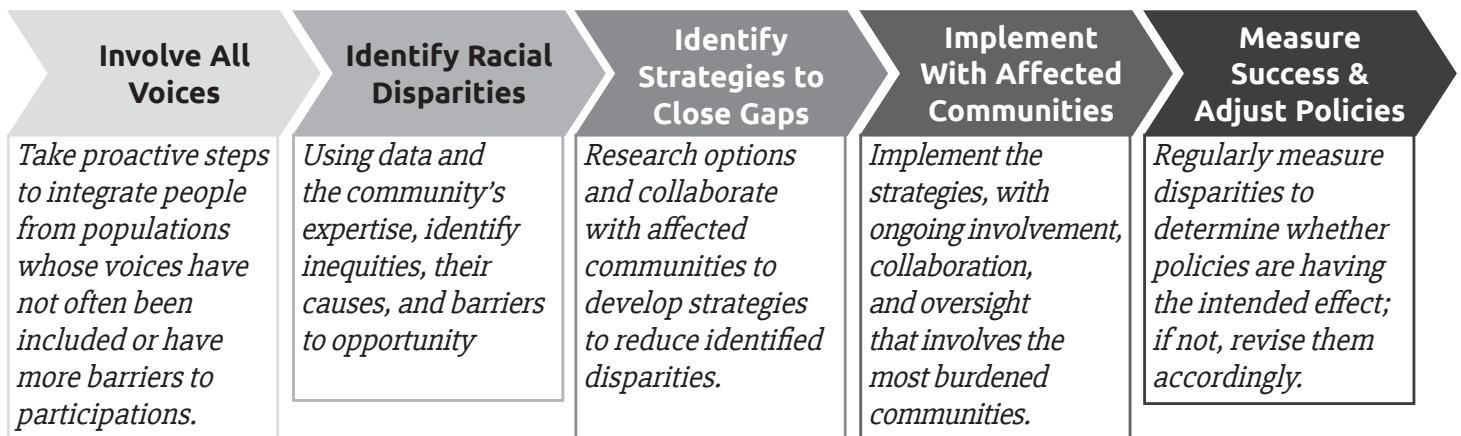 Involve All
Voices
Take proactive steps
to integrate people
from populations
whose voices have
not often been
included or have
more barriers to
participations.
Identify Racial
Disparities
Using data and
the community’s
expertise, identify
inequities, their
causes, and barriers
to opportunity
Identify
Strategies to
Close Gaps
Research options
and collaborate
with affected
communities to
develop strategies
to reduce identified
disparities.
Implement
With Affected
Communities
Implement the
strategies, with
ongoing involvement,
collaboration,
and oversight
that involves the
most burdened
communities.
Measure
Success &
Adjust Policies
Regularly measure
disparities to
determine whether
policies are having
the intended effect;
if not, revise them
accordingly.